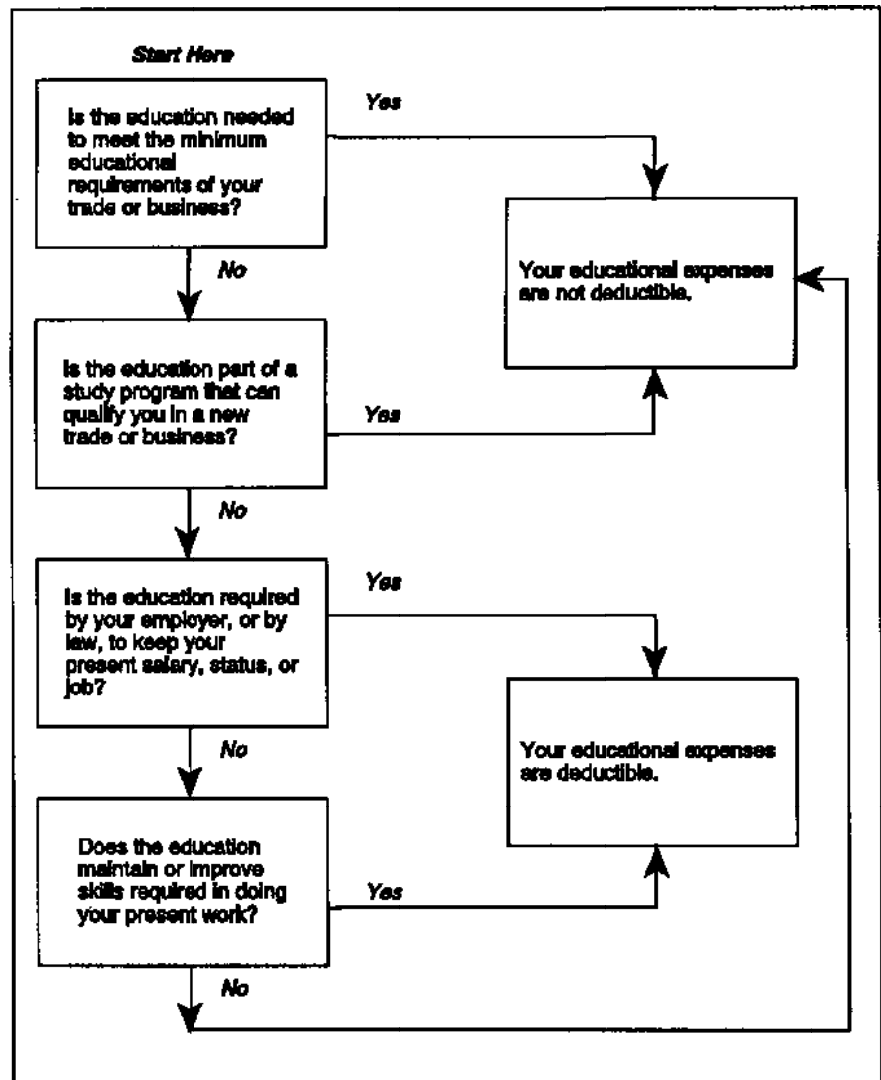 Start Here
Is the education needed
to meet the minimum
educational
requirements of your
trade or business?
Yes
No
Your educational expenses
are not deductible.
Is the education part of a
study program that can
qualify you in a new
trade or business?
Yes
No
Is the education required
by your employer, or by
law, to keep your
present salary, status, or
job?
Yes
No
Your educational expenses
are deductible.
Does the education
maintain or improve
skills required in doing
your present work?
Yes
No